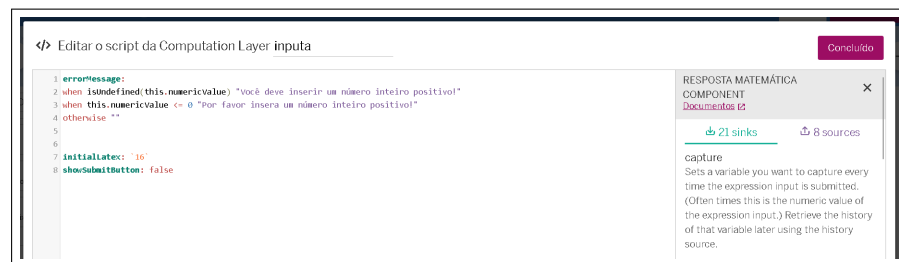 </> Editar o script da Computation Layer inputa
Concluído
1 errorMessage:
2 when isUndefined(this.numericValue) "Você deve inserir um número inteiro positivo!"
3 when this.numericValue <= 0 "Por favor insera um número inteiro positivo!"
4 otherwise ""
5
6
7 initialLatex: `16`
8 showSubmitButton: false
RESPOSTA MATEMÁTICA
COMPONENT
Documentos
21 sinks
8 sources
capture
Sets a variable you want to capture every
time the expression input is submitted.
(Often times this is the numeric value of
the expression input.) Retrieve the history
of that variable later using the history
source.